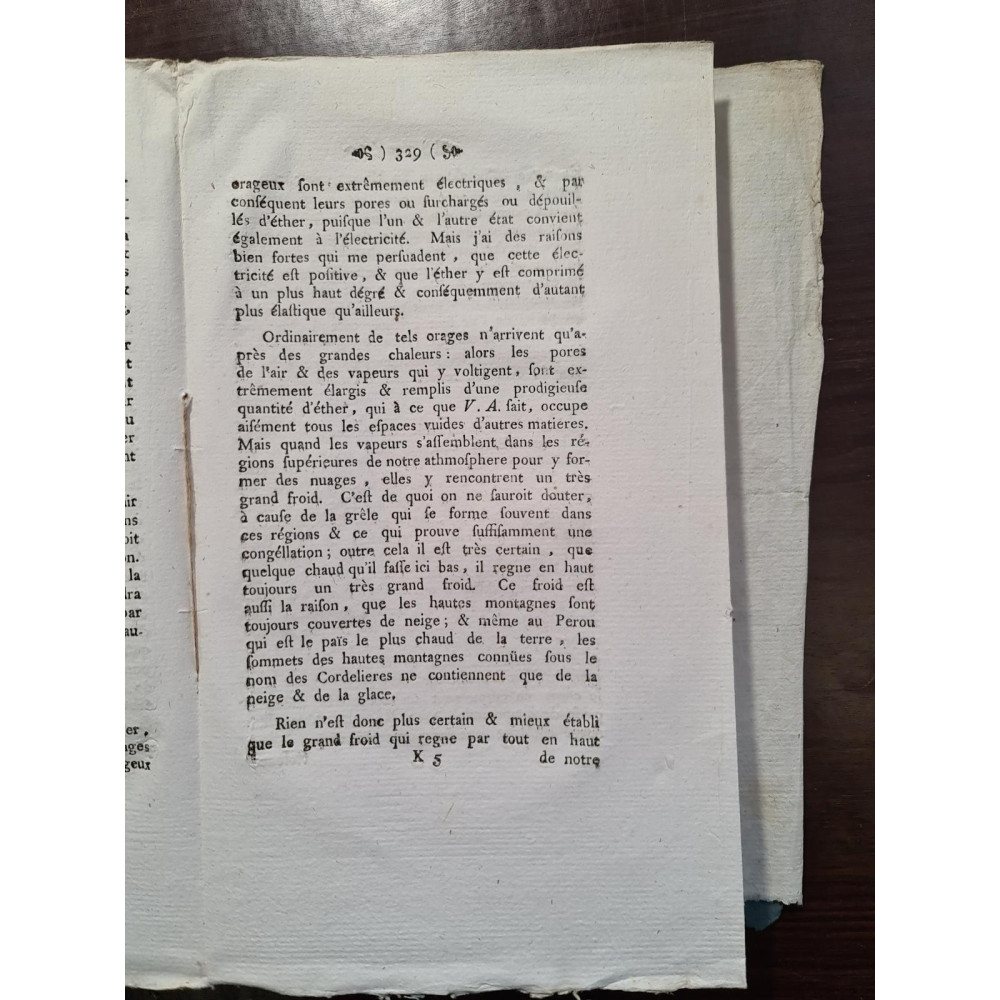 ) 329 (
orageux ſont extrêmement électriques, & par
conſéquent leurs pores ou ſurchargés ou dépouil-
lés d'éther, puiſque l'un & l'autre état convient
également à l'électricité. Mais j'ai des raiſons
bien fortes qui me perſuadent, que cette élec-
tricité eſt poſitive, & que l'éther y eſt comprimé
à un plus haut dégré & conſéquemment d'autant
plus élaſtique qu'ailleurs.
Ordinairement de tels orages n'arrivent qu'a-
près des grandes chaleurs: alors les pores
de l'air & des vapeurs qui y voltigent, ſont ex-
trêmement élargis & remplis d'une prodigieuſe
quantité d'éther, qui à ce que V. A. ſait, occupe
aiſément tous les eſpaces vuides d'autres matieres.
Mais quand les vapeurs s'aſſemblent dans les ré-
gions ſupérieures de notre athmoſphere pour y for-
mer des nuages, elles y rencontrent un très
grand froid. C'eſt de quoi on ne ſauroit douter,
à cauſe de la grêle qui ſe forme ſouvent dans
ces régions & ce qui prouve ſuffiſamment une
congéllation; outre cela il eſt très certain, que
quelque chaud qu'il faſſe ici bas, il regne en haut
toujours un très grand froid. Ce froid eſt
auſſi la raiſon, que les hautes montagnes ſont
toujours couvertes de neige; & même au Perou
qui eſt le païs le plus chaud de la terre, les
ſommets des hautes montagnes connües ſous le
nom des Cordelieres ne contiennent que de la
neige & de la glace.
Rien n'eſt donc plus certain & mieux établi
que le grand froid qui regne par tout en haut
K 5 de notre